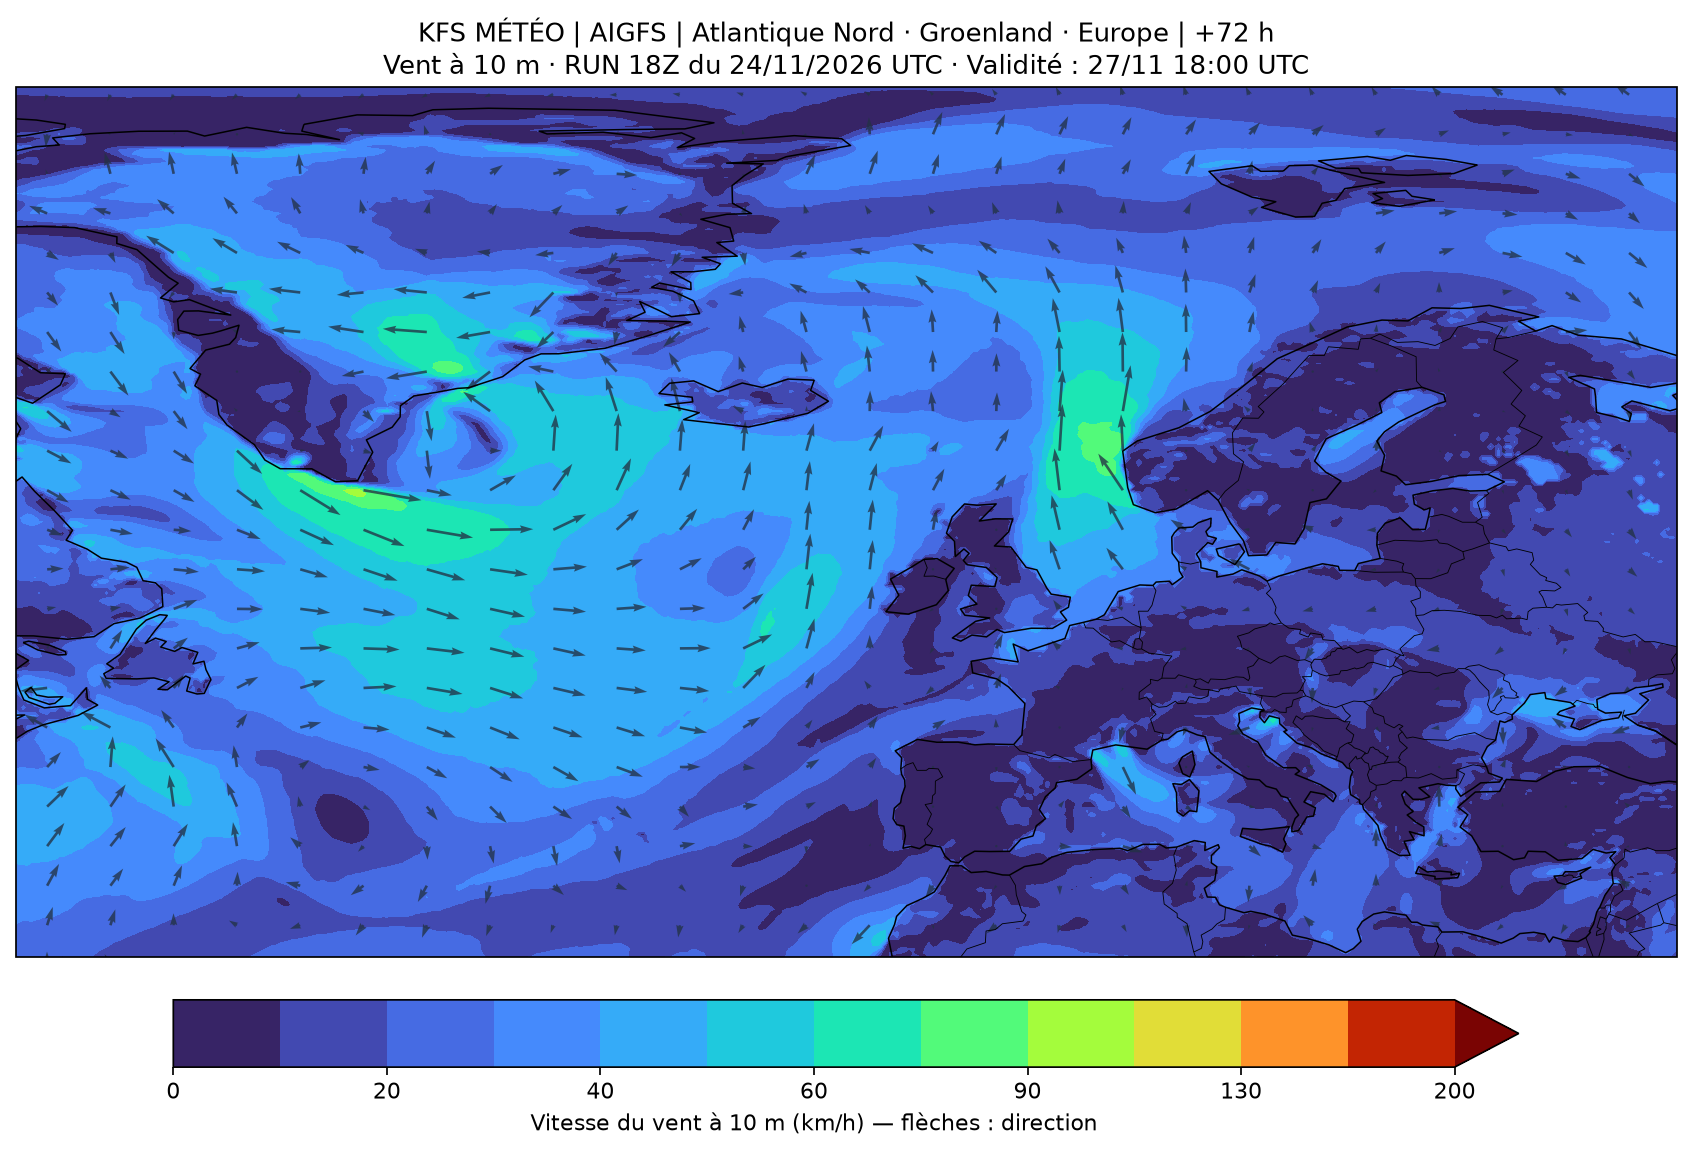 KFS MÉTÉO | AIGFS | Atlantique Nord · Groenland · Europe | +72 h
Vent à 10 m · RUN 18Z du 24/11/2026 UTC · Validité : 27/11 18:00 UTC
0 20 40 60 90 130 200
Vitesse du vent à 10 m (km/h) — flèches : direction